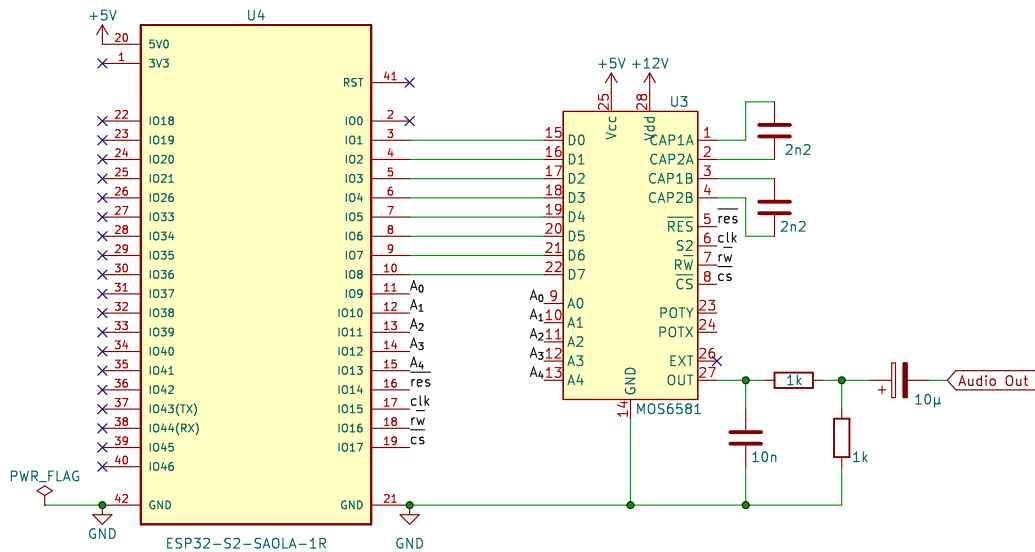 U4
+5V
20 5V0
1 3V3
RST 41
22 IO18
IO0 2
23 IO19
IO1 3
24 IO20
IO2 4
25 IO21
IO3 5
26 IO26
IO4 6
27 IO33
IO5 7
28 IO34
IO6 8
29 IO35
IO7 9
30 IO36
IO8 10
31 IO37
IO9 11 A0
32 IO38
IO10 12 A1
33 IO39
IO11 13 A2
34 IO40
IO12 14 A3
35 IO41
IO13 15 A4
36 IO42
IO14 16 res
37 IO43(TX)
IO15 17 clk
38 IO44(RX)
IO16 18 rw
39 IO45
IO17 19 cs
40 IO46
PWR_FLAG
42 GND
GND 21
GND
GND
ESP32-S2-SAOLA-1R
+5V +12V
25 28
Vcc Vdd
U3
15 D0
16 D1
17 D2
18 D3
19 D4
20 D5
21 D6
22 D7
A0 9 A0
A1 10 A1
A2 11 A2
A3 12 A3
A4 13 A4
CAP1A 1
CAP2A 2
2n2
CAP1B 3
CAP2B 4
2n2
RES 5 res
S2 6 clk
RW 7 rw
CS 8 cs
POTY 23
POTX 24
EXT 26
OUT 27
GND
14
MOS6581
1k
10n
1k
+
10µ
Audio Out